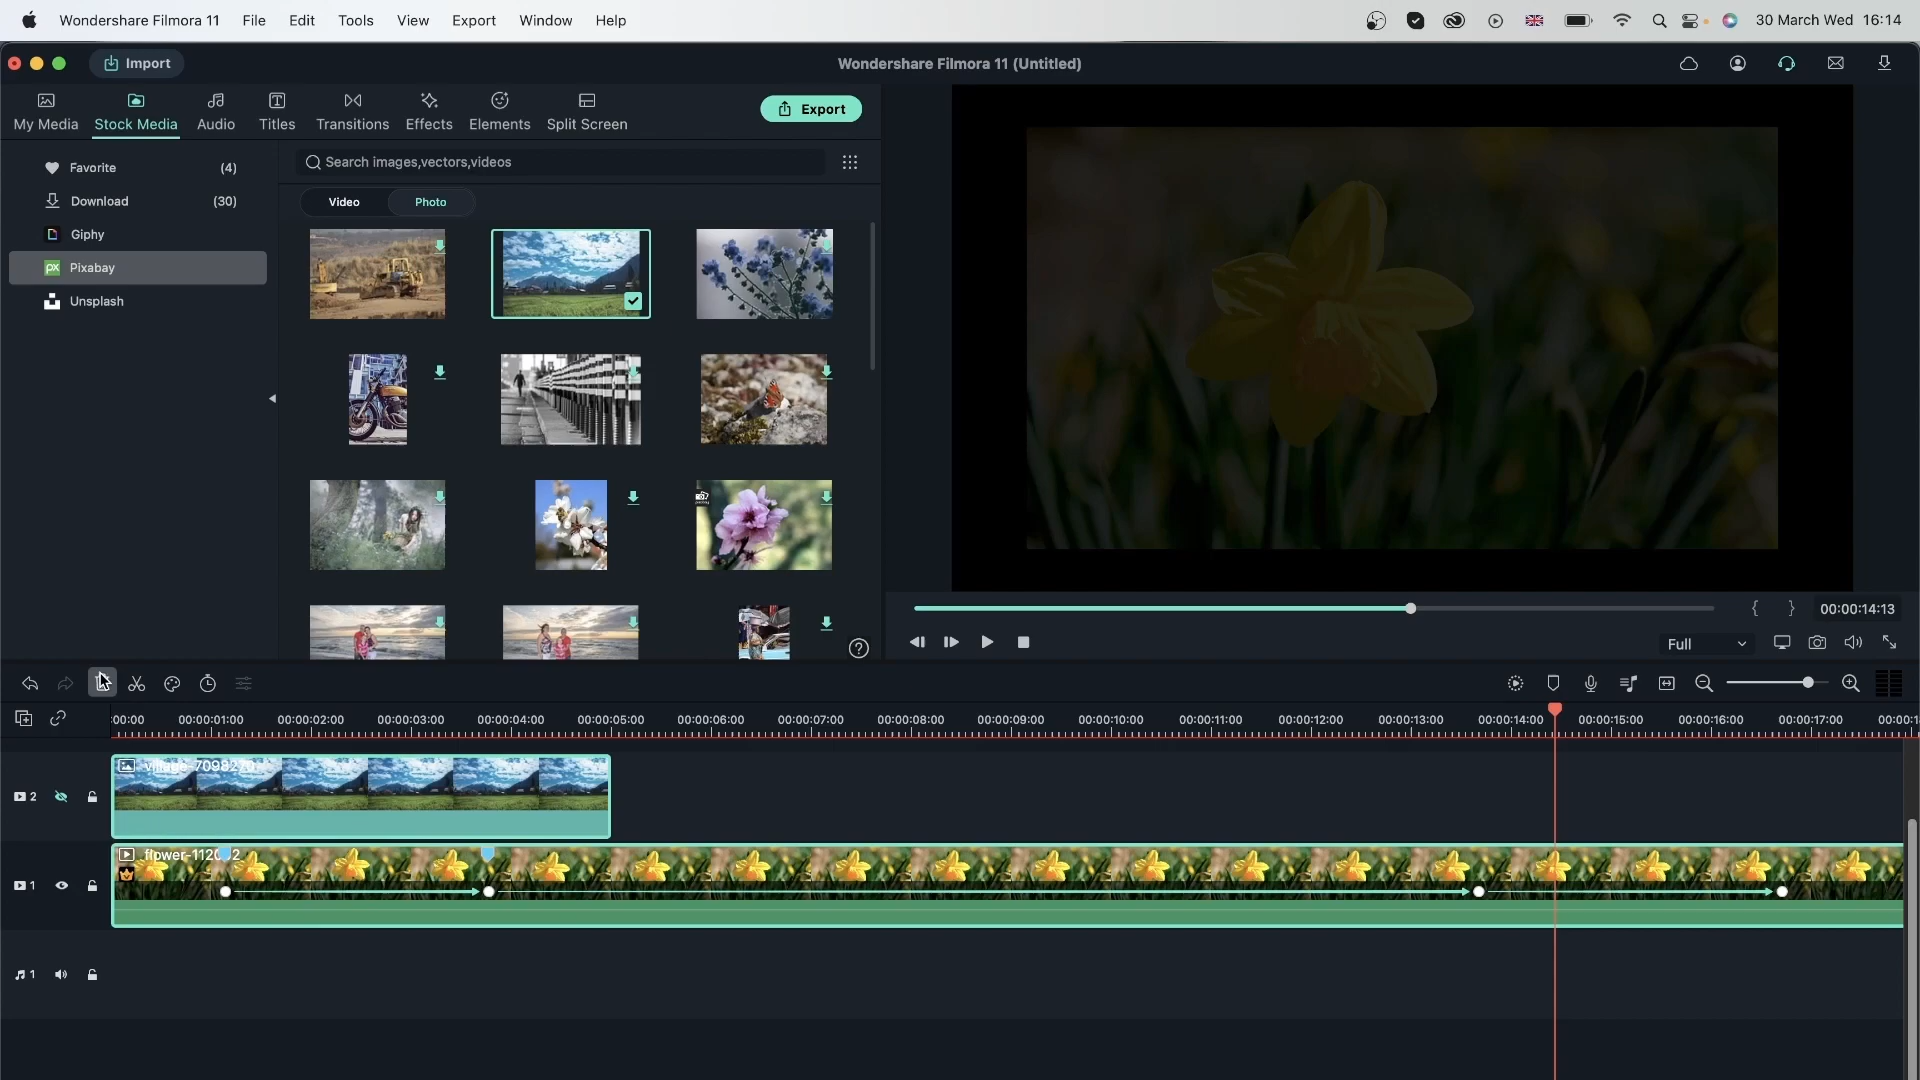 Wondershare Filmora 11 File Edit Tools View Export Window Help 30 March Wed 16:14
Import Wondershare Filmora 11 (Untitled)
My Media Stock Media Audio Titles Transitions Effects Elements Split Screen Export
Favorite (4)
Download (30)
Giphy
Pixabay
Unsplash
Search images,vectors,videos
Video Photo
00:00:14:13
Full
:00:00 00:00:01:00 00:00:02:00 00:00:03:00 00:00:04:00 00:00:05:00 00:00:06:00 00:00:07:00 00:00:08:00 00:00:09:00 00:00:10:00 00:00:11:00 00:00:12:00 00:00:13:00 00:00:14:00 00:00:15:00 00:00:16:00 00:00:17:00 00:00:1
2
1
1